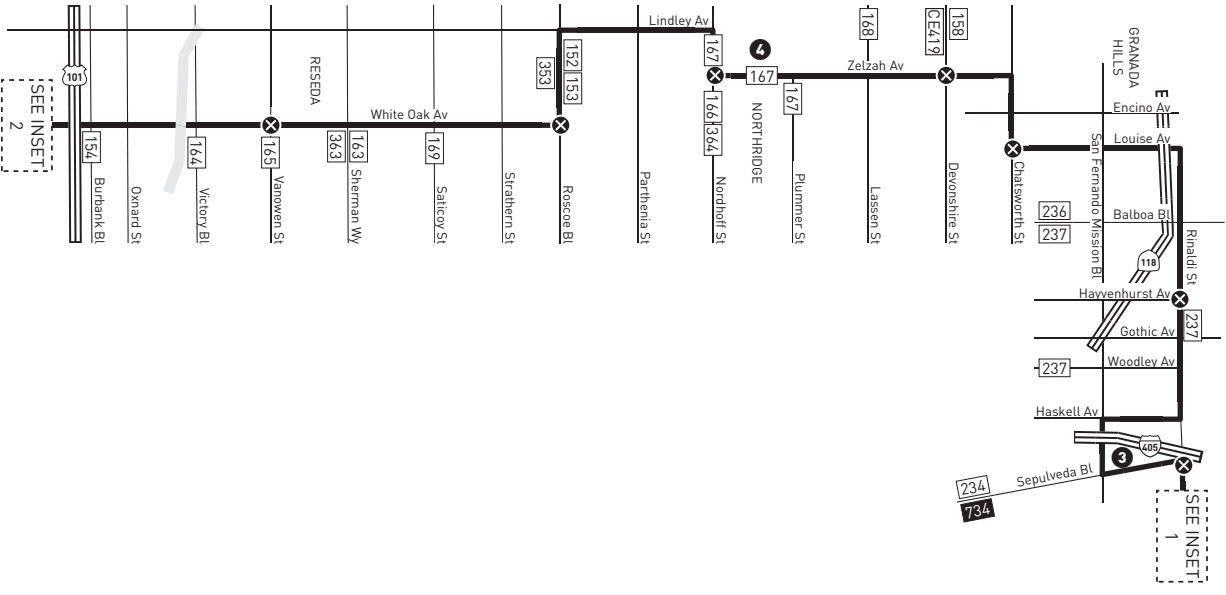 Lindley Av
101
SEE INSET
2
RESEDA
White Oak Av
154
164
165
363
163
169
353
152
153
167
4
167
166
364
NORTHRIDGE
167
Zelzah Av
168
CE419
158
GRANADA
HILLS
E
Encino Av
Louise Av
Burbank Bl
Oxnard St
Victory Bl
Vanowen St
Sherman Wy
Saticoy St
Strathern St
Roscoe Bl
Parthenia St
Nordhoff St
Plummer St
Lassen St
Devonshire St
Chatsworth St
San Fernando Mission Bl
236
237
Balboa Bl
Rinaldi St
118
Hayvenhurst Av
237
Gothic Av
237
Woodley Av
Haskell Av
405
3
Sepulveda Bl
234
734
SEE INSET
1